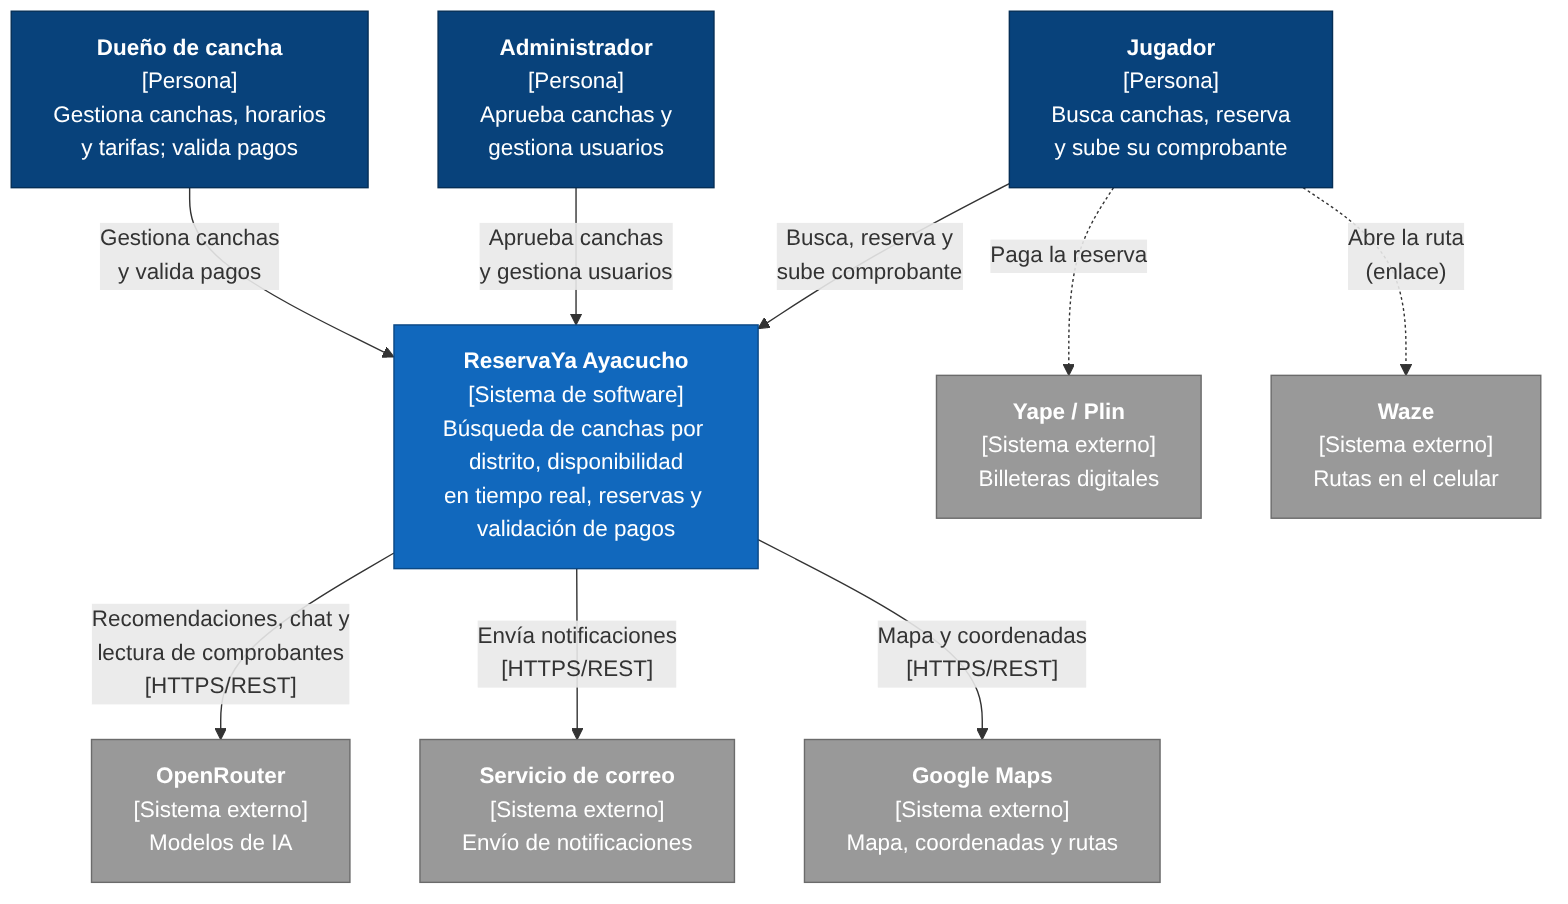 Dueño de cancha
[Persona]
Gestiona canchas, horarios
y tarifas; valida pagos
Administrador
[Persona]
Aprueba canchas y
gestiona usuarios
Jugador
[Persona]
Busca canchas, reserva
y sube su comprobante
Gestiona canchas
y valida pagos
Aprueba canchas
y gestiona usuarios
Busca, reserva y
sube comprobante
Paga la reserva
Abre la ruta
(enlace)
ReservaYa Ayacucho
[Sistema de software]
Búsqueda de canchas por
distrito, disponibilidad
en tiempo real, reservas y
validación de pagos
Yape / Plin
[Sistema externo]
Billeteras digitales
Waze
[Sistema externo]
Rutas en el celular
Recomendaciones, chat y
lectura de comprobantes
[HTTPS/REST]
Envía notificaciones
[HTTPS/REST]
Mapa y coordenadas
[HTTPS/REST]
OpenRouter
[Sistema externo]
Modelos de IA
Servicio de correo
[Sistema externo]
Envío de notificaciones
Google Maps
[Sistema externo]
Mapa, coordenadas y rutas